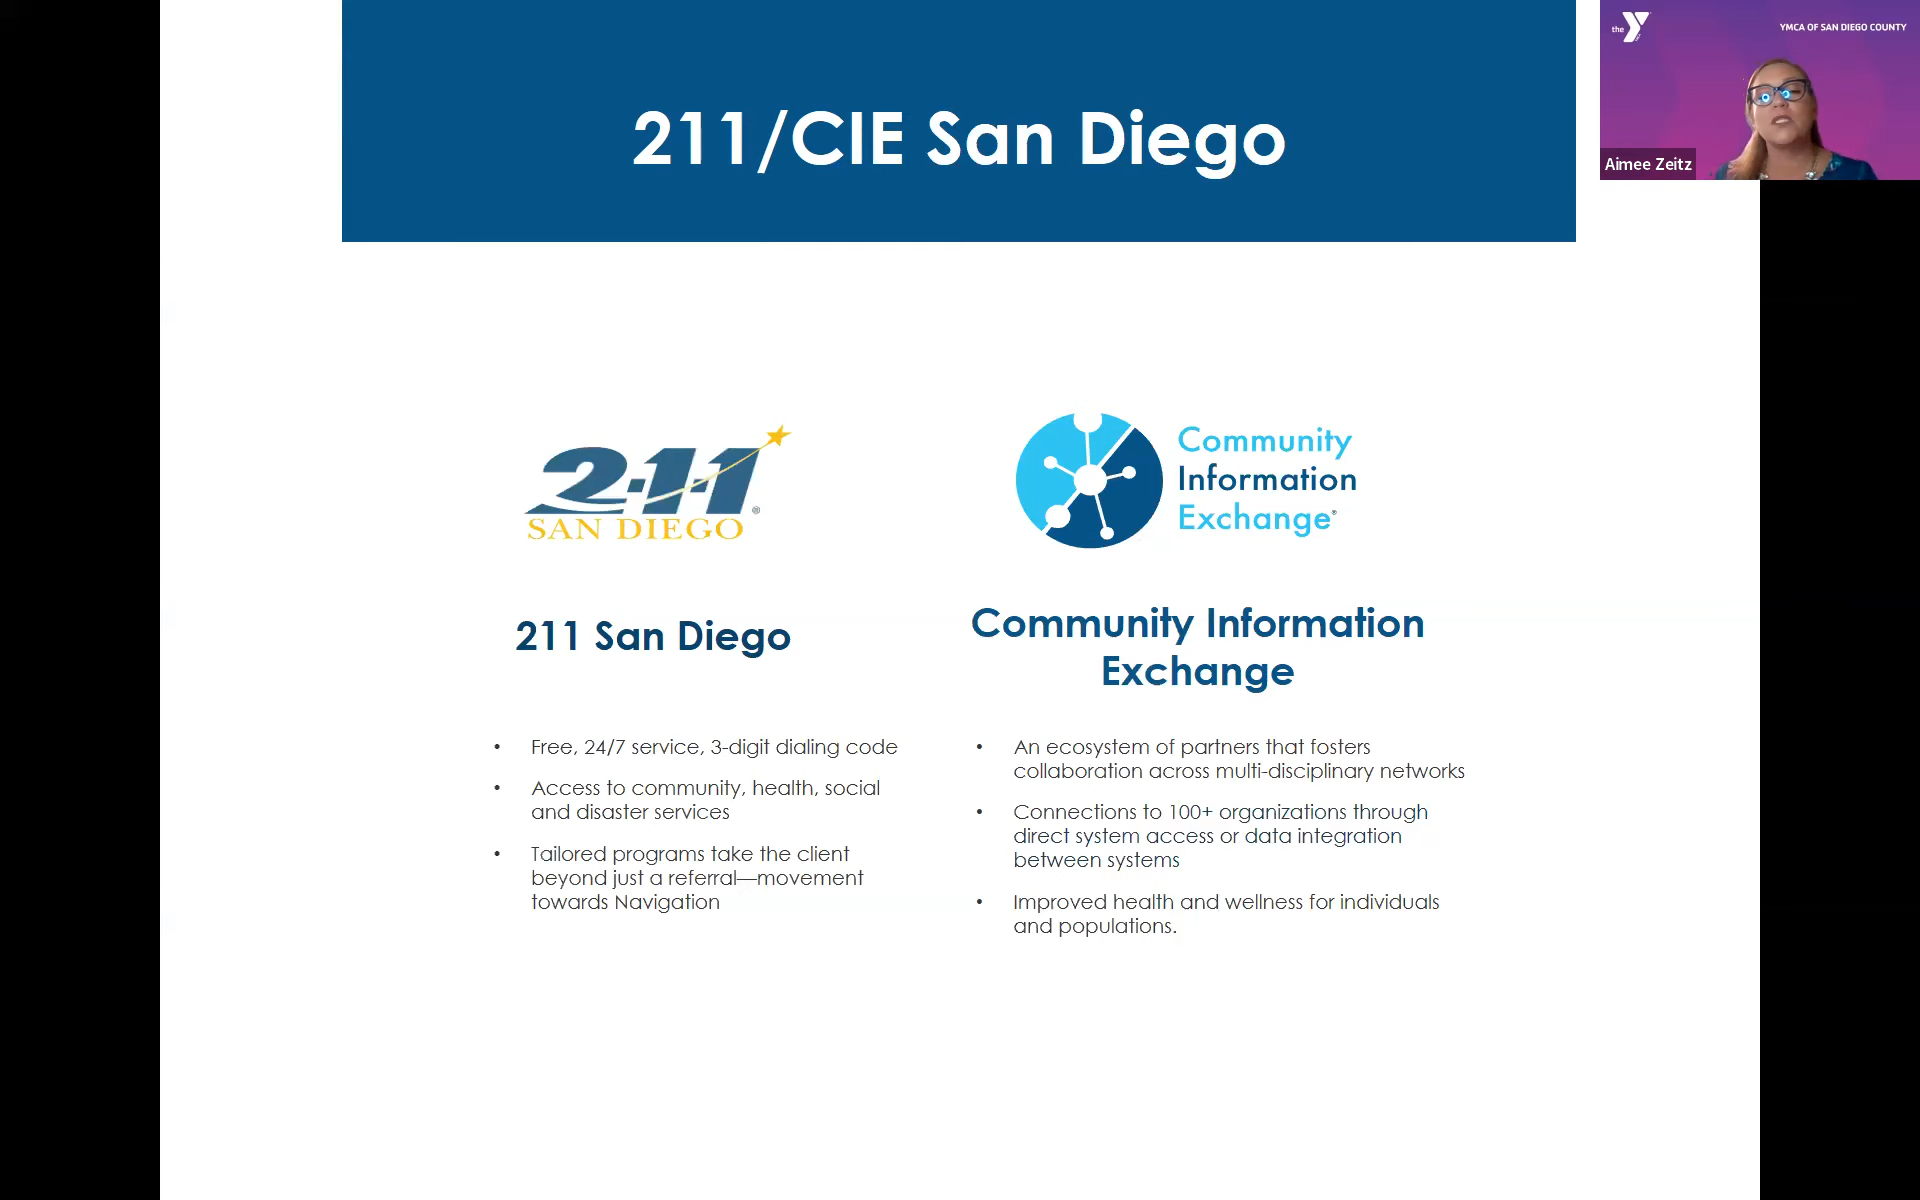 211/CIE San Diego
the
YMCA OF SAN DIEGO COUNTY
Aimee Zeitz
2-1-1®
SAN DIEGO
Community
Information
Exchange®
211 San Diego
• Free, 24/7 service, 3-digit dialing code
• Access to community, health, social
and disaster services
• Tailored programs take the client
beyond just a referral—movement
towards Navigation
Community Information
Exchange
• An ecosystem of partners that fosters
collaboration across multi-disciplinary networks
• Connections to 100+ organizations through
direct system access or data integration
between systems
• Improved health and wellness for individuals
and populations.